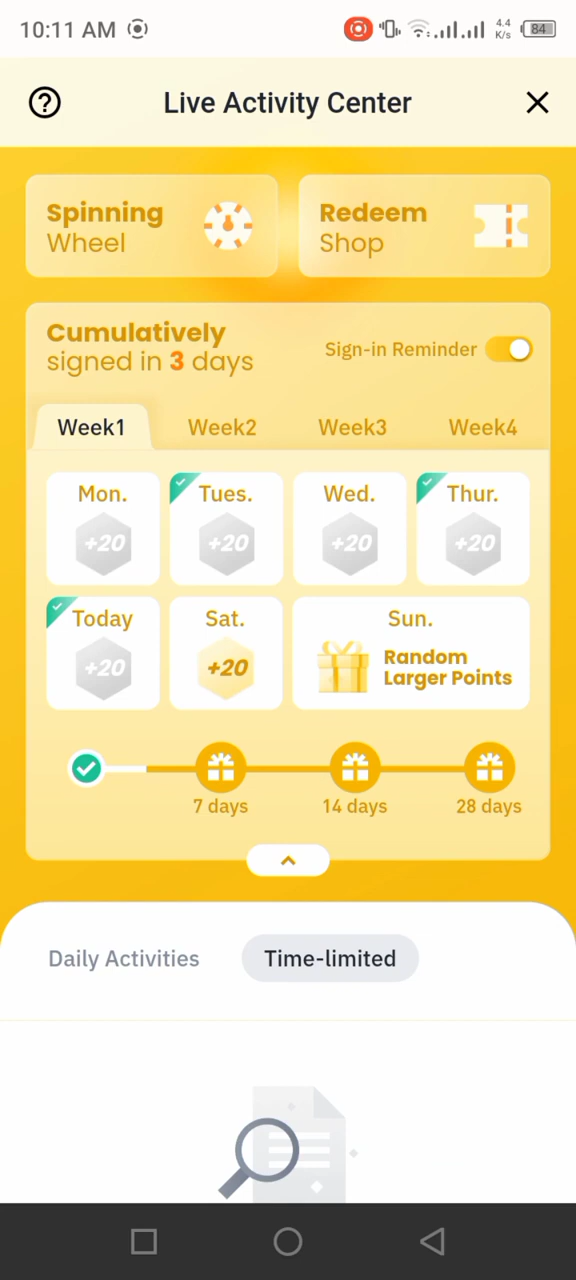 10:11 AM
4.4
K/s
84
Live Activity Center
Spinning
Wheel
Redeem
Shop
Cumulatively
signed in 3 days
Sign-in Reminder
Week1
Week2
Week3
Week4
Mon.
+20
Tues.
+20
Wed.
+20
Thur.
+20
Today
+20
Sat.
+20
Sun.
Random
Larger Points
7 days
14 days
28 days
Daily Activities
Time-limited